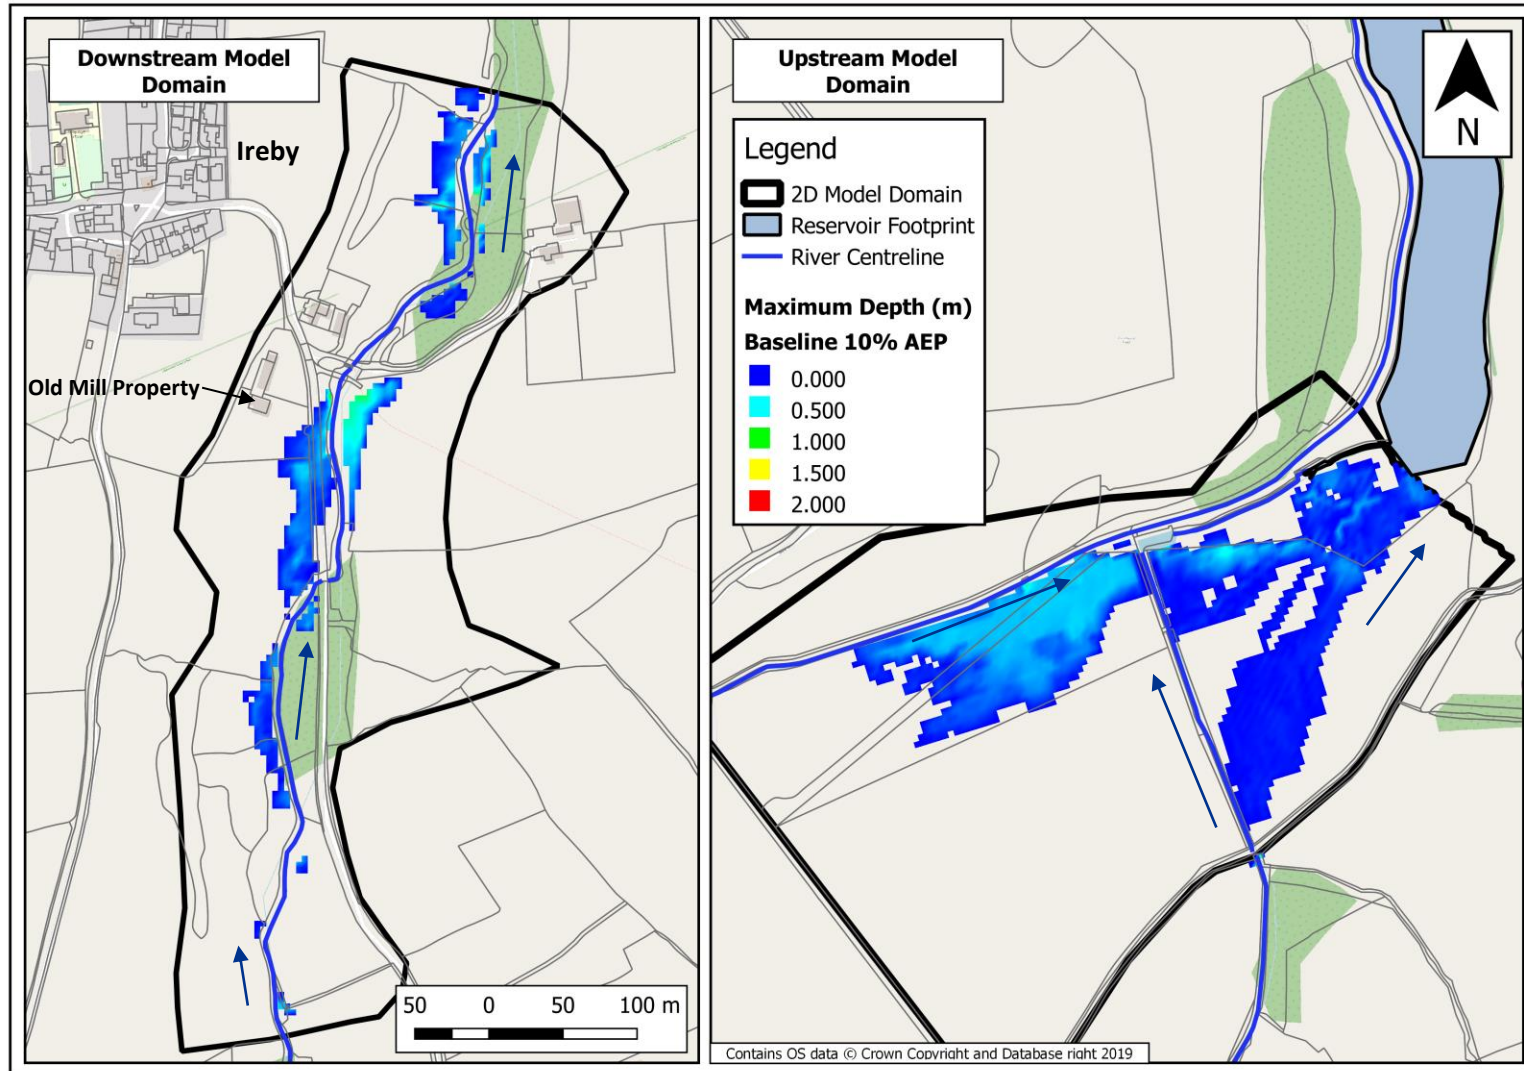 Downstream Model
Domain
Ireby
Old Mill Property
50 0 50 100 m
Upstream Model
Domain
N
Legend
2D Model Domain
Reservoir Footprint
River Centreline
Maximum Depth (m)
Baseline 10% AEP
0.000
0.500
1.000
1.500
2.000
Contains OS data © Crown Copyright and Database right 2019